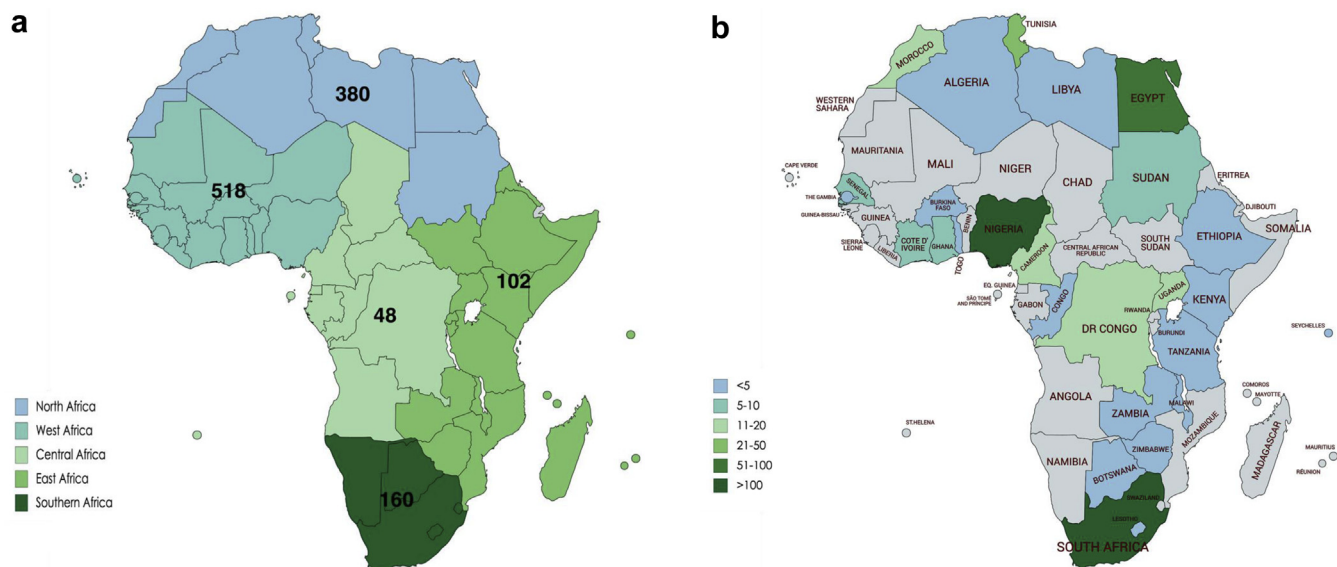 a
380
518
102
48
160
North Africa
West Africa
Central Africa
East Africa
Southern Africa
b
TUNISIA
MOROCCO
ALGERIA
LIBYA
EGYPT
WESTERN
SAHARA
MAURITANIA
MALI
NIGER
CHAD
SUDAN
ERITREA
CAPE VERDE
SENEGAL
THE GAMBIA
GUINEA-BISSAU
GUINEA
SIERRA
LEONE
LIBERIA
COTE D'
IVOIRE
BURKINA
FASO
GHANA
TOGO
BENIN
NIGERIA
CAMEROON
CENTRAL AFRICAN
REPUBLIC
SOUTH
SUDAN
DJIBOUTI
SOMALIA
ETHIOPIA
EQ. GUINEA
SÃO TOMÉ
AND PRÍNCIPE
GABON
CONGO
DR CONGO
UGANDA
RWANDA
BURUNDI
KENYA
TANZANIA
SEYCHELLES
COMOROS
MAYOTTE
ANGOLA
ZAMBIA
MALAWI
MOZAMBIQUE
ZIMBABWE
MADAGASCAR
MAURITIUS
RÉUNION
ST.HELENA
NAMIBIA
BOTSWANA
SWAZILAND
LESOTHO
SOUTH AFRICA
<5
5-10
11-20
21-50
51-100
>100